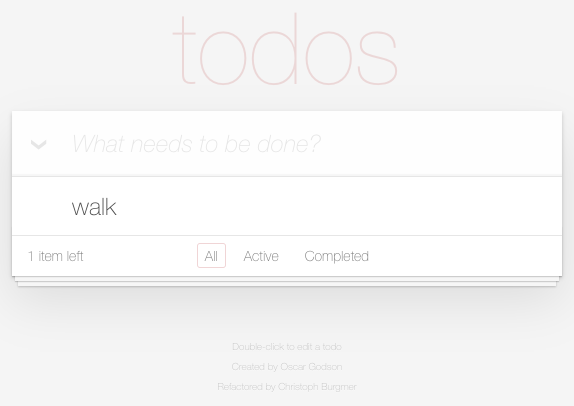 todos
What needs to be done?
walk
1 item left All Active Completed
Double-click to edit a todo
Created by Oscar Godson
Refactored by Christoph Burgmer